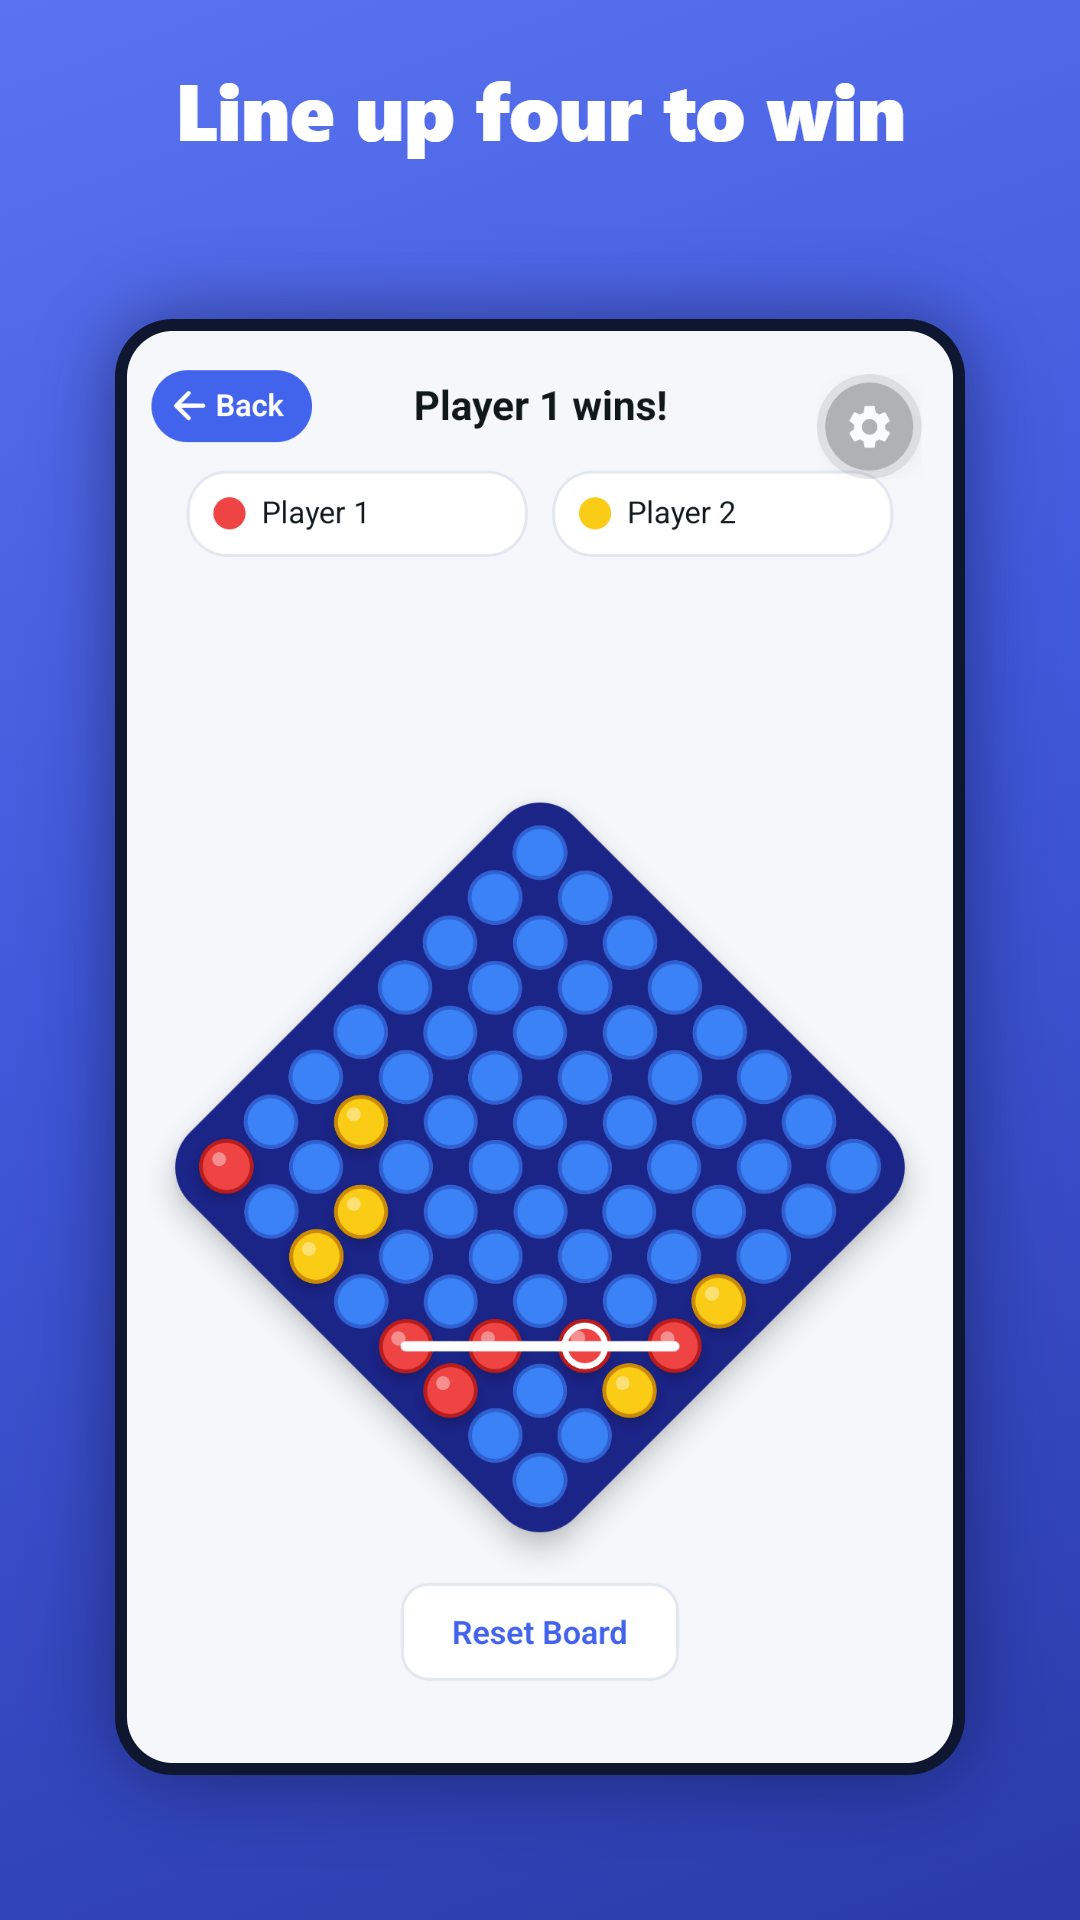 Line up four to win
Back
Player 1 wins!
Player 1
Player 2
Reset Board